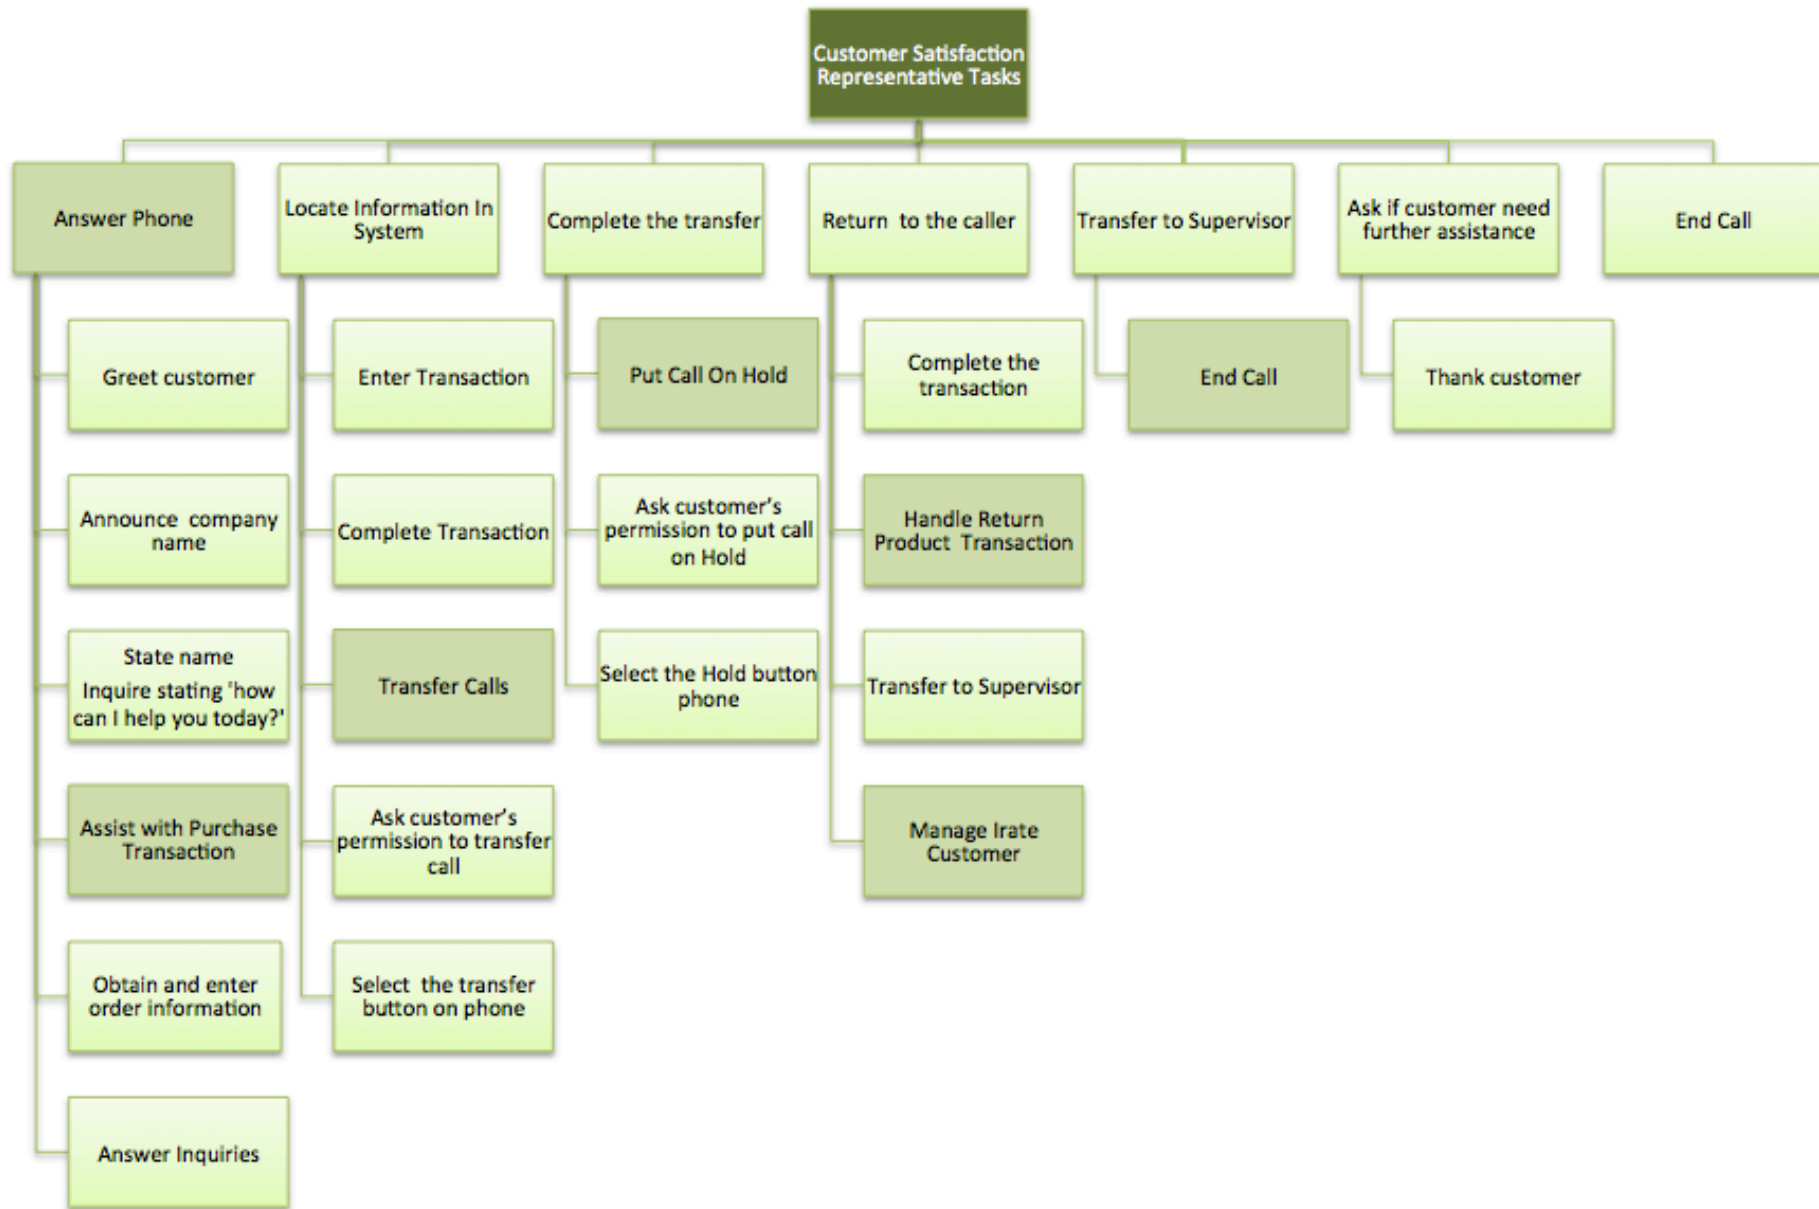 Customer Satisfaction
Representative Tasks
Answer Phone
Locate Information In
System
Complete the transfer
Return to the caller
Transfer to Supervisor
Ask if customer need
further assistance
End Call
Greet customer
Enter Transaction
Put Call On Hold
Complete the
transaction
End Call
Thank customer
Announce company
name
Complete Transaction
Ask customer's
permission to put call
on Hold
Handle Return
Product Transaction
State name
Inquire stating 'how
can I help you today?'
Transfer Calls
Select the Hold button
phone
Transfer to Supervisor
Assist with Purchase
Transaction
Ask customer's
permission to transfer
call
Manage Irate
Customer
Obtain and enter
order information
Select the transfer
button on phone
Answer Inquiries